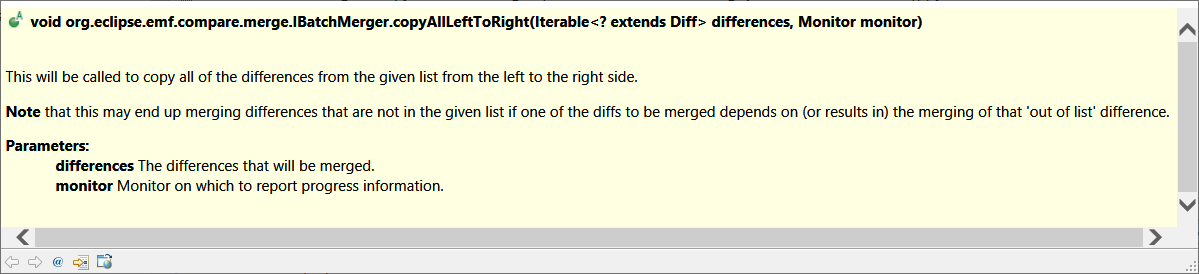 void org.eclipse.emf.compare.merge.IBatchMerger.copyAllLeftToRight(Iterable<? extends Diff> differences, Monitor monitor)
This will be called to copy all of the differences from the given list from the left to the right side.
Note that this may end up merging differences that are not in the given list if one of the diffs to be merged depends on (or results in) the merging of that 'out of list' difference.
Parameters:
differences The differences that will be merged.
monitor Monitor on which to report progress information.